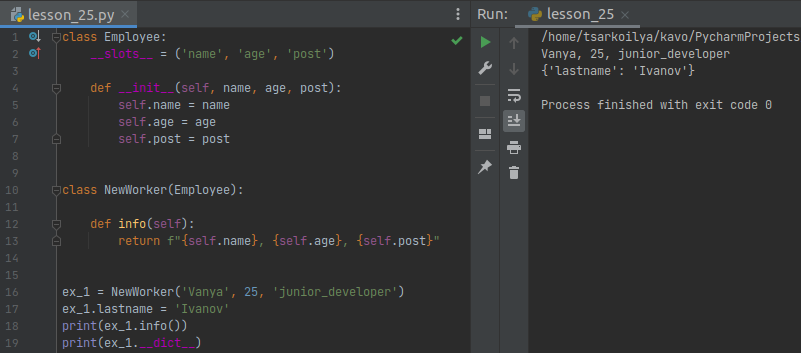 lesson_25.py
1 class Employee:
2     __slots__ = ('name', 'age', 'post')
3
4     def __init__(self, name, age, post):
5         self.name = name
6         self.age = age
7         self.post = post
8
9
10 class NewWorker(Employee):
11
12     def info(self):
13         return f"{self.name}, {self.age}, {self.post}"
14
15
16 ex_1 = NewWorker('Vanya', 25, 'junior_developer')
17 ex_1.lastname = 'Ivanov'
18 print(ex_1.info())
19 print(ex_1.__dict__)
Run: lesson_25
/home/tsarkoilya/kavo/PycharmProjects
Vanya, 25, junior_developer
{'lastname': 'Ivanov'}
Process finished with exit code 0